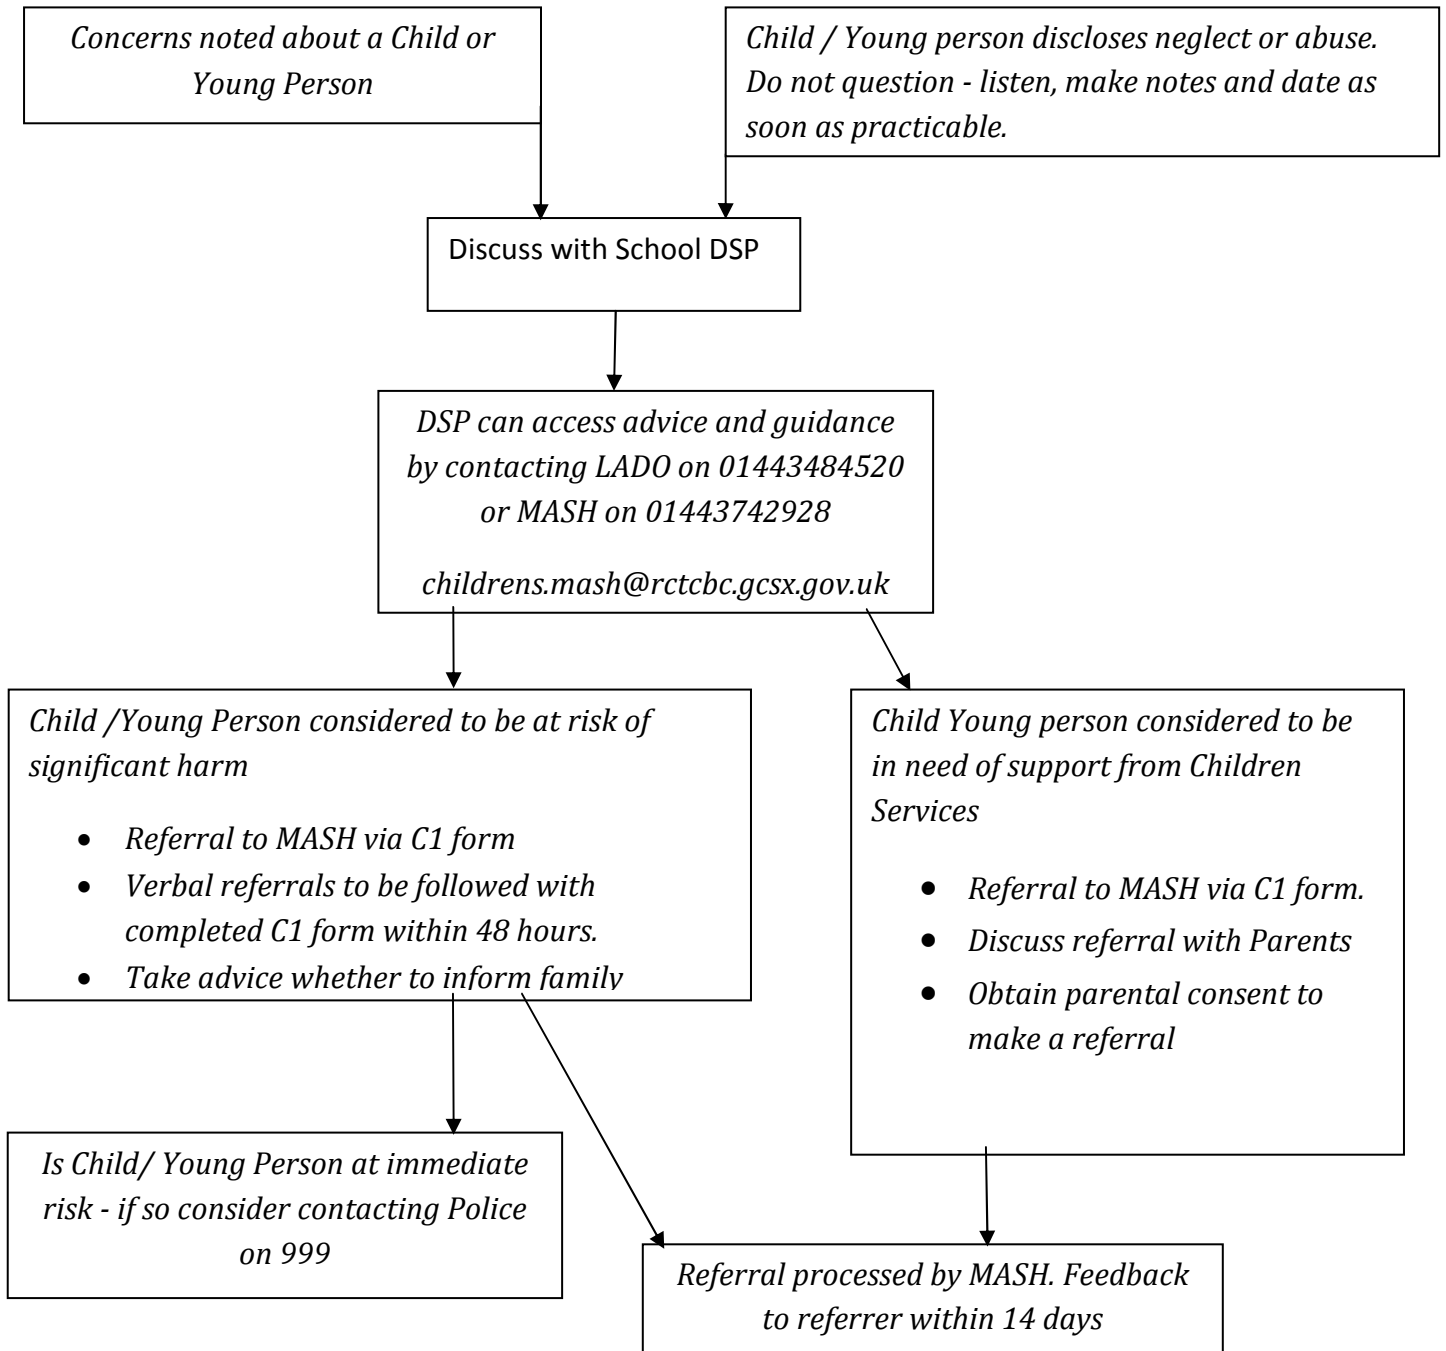 Concerns noted about a Child or
Young Person
Child / Young person discloses neglect or abuse.
Do not question - listen, make notes and date as
soon as practicable.
Discuss with School DSP
DSP can access advice and guidance
by contacting LADO on 01443484520
or MASH on 01443742928
childrens.mash@rctcbc.gcsx.gov.uk
Child /Young Person considered to be at risk of
significant harm
• Referral to MASH via C1 form
• Verbal referrals to be followed with
completed C1 form within 48 hours.
• Take advice whether to inform family
Child Young person considered to be
in need of support from Children
Services
• Referral to MASH via C1 form.
• Discuss referral with Parents
• Obtain parental consent to
make a referral
Is Child/ Young Person at immediate
risk - if so consider contacting Police
on 999
Referral processed by MASH. Feedback
to referrer within 14 days